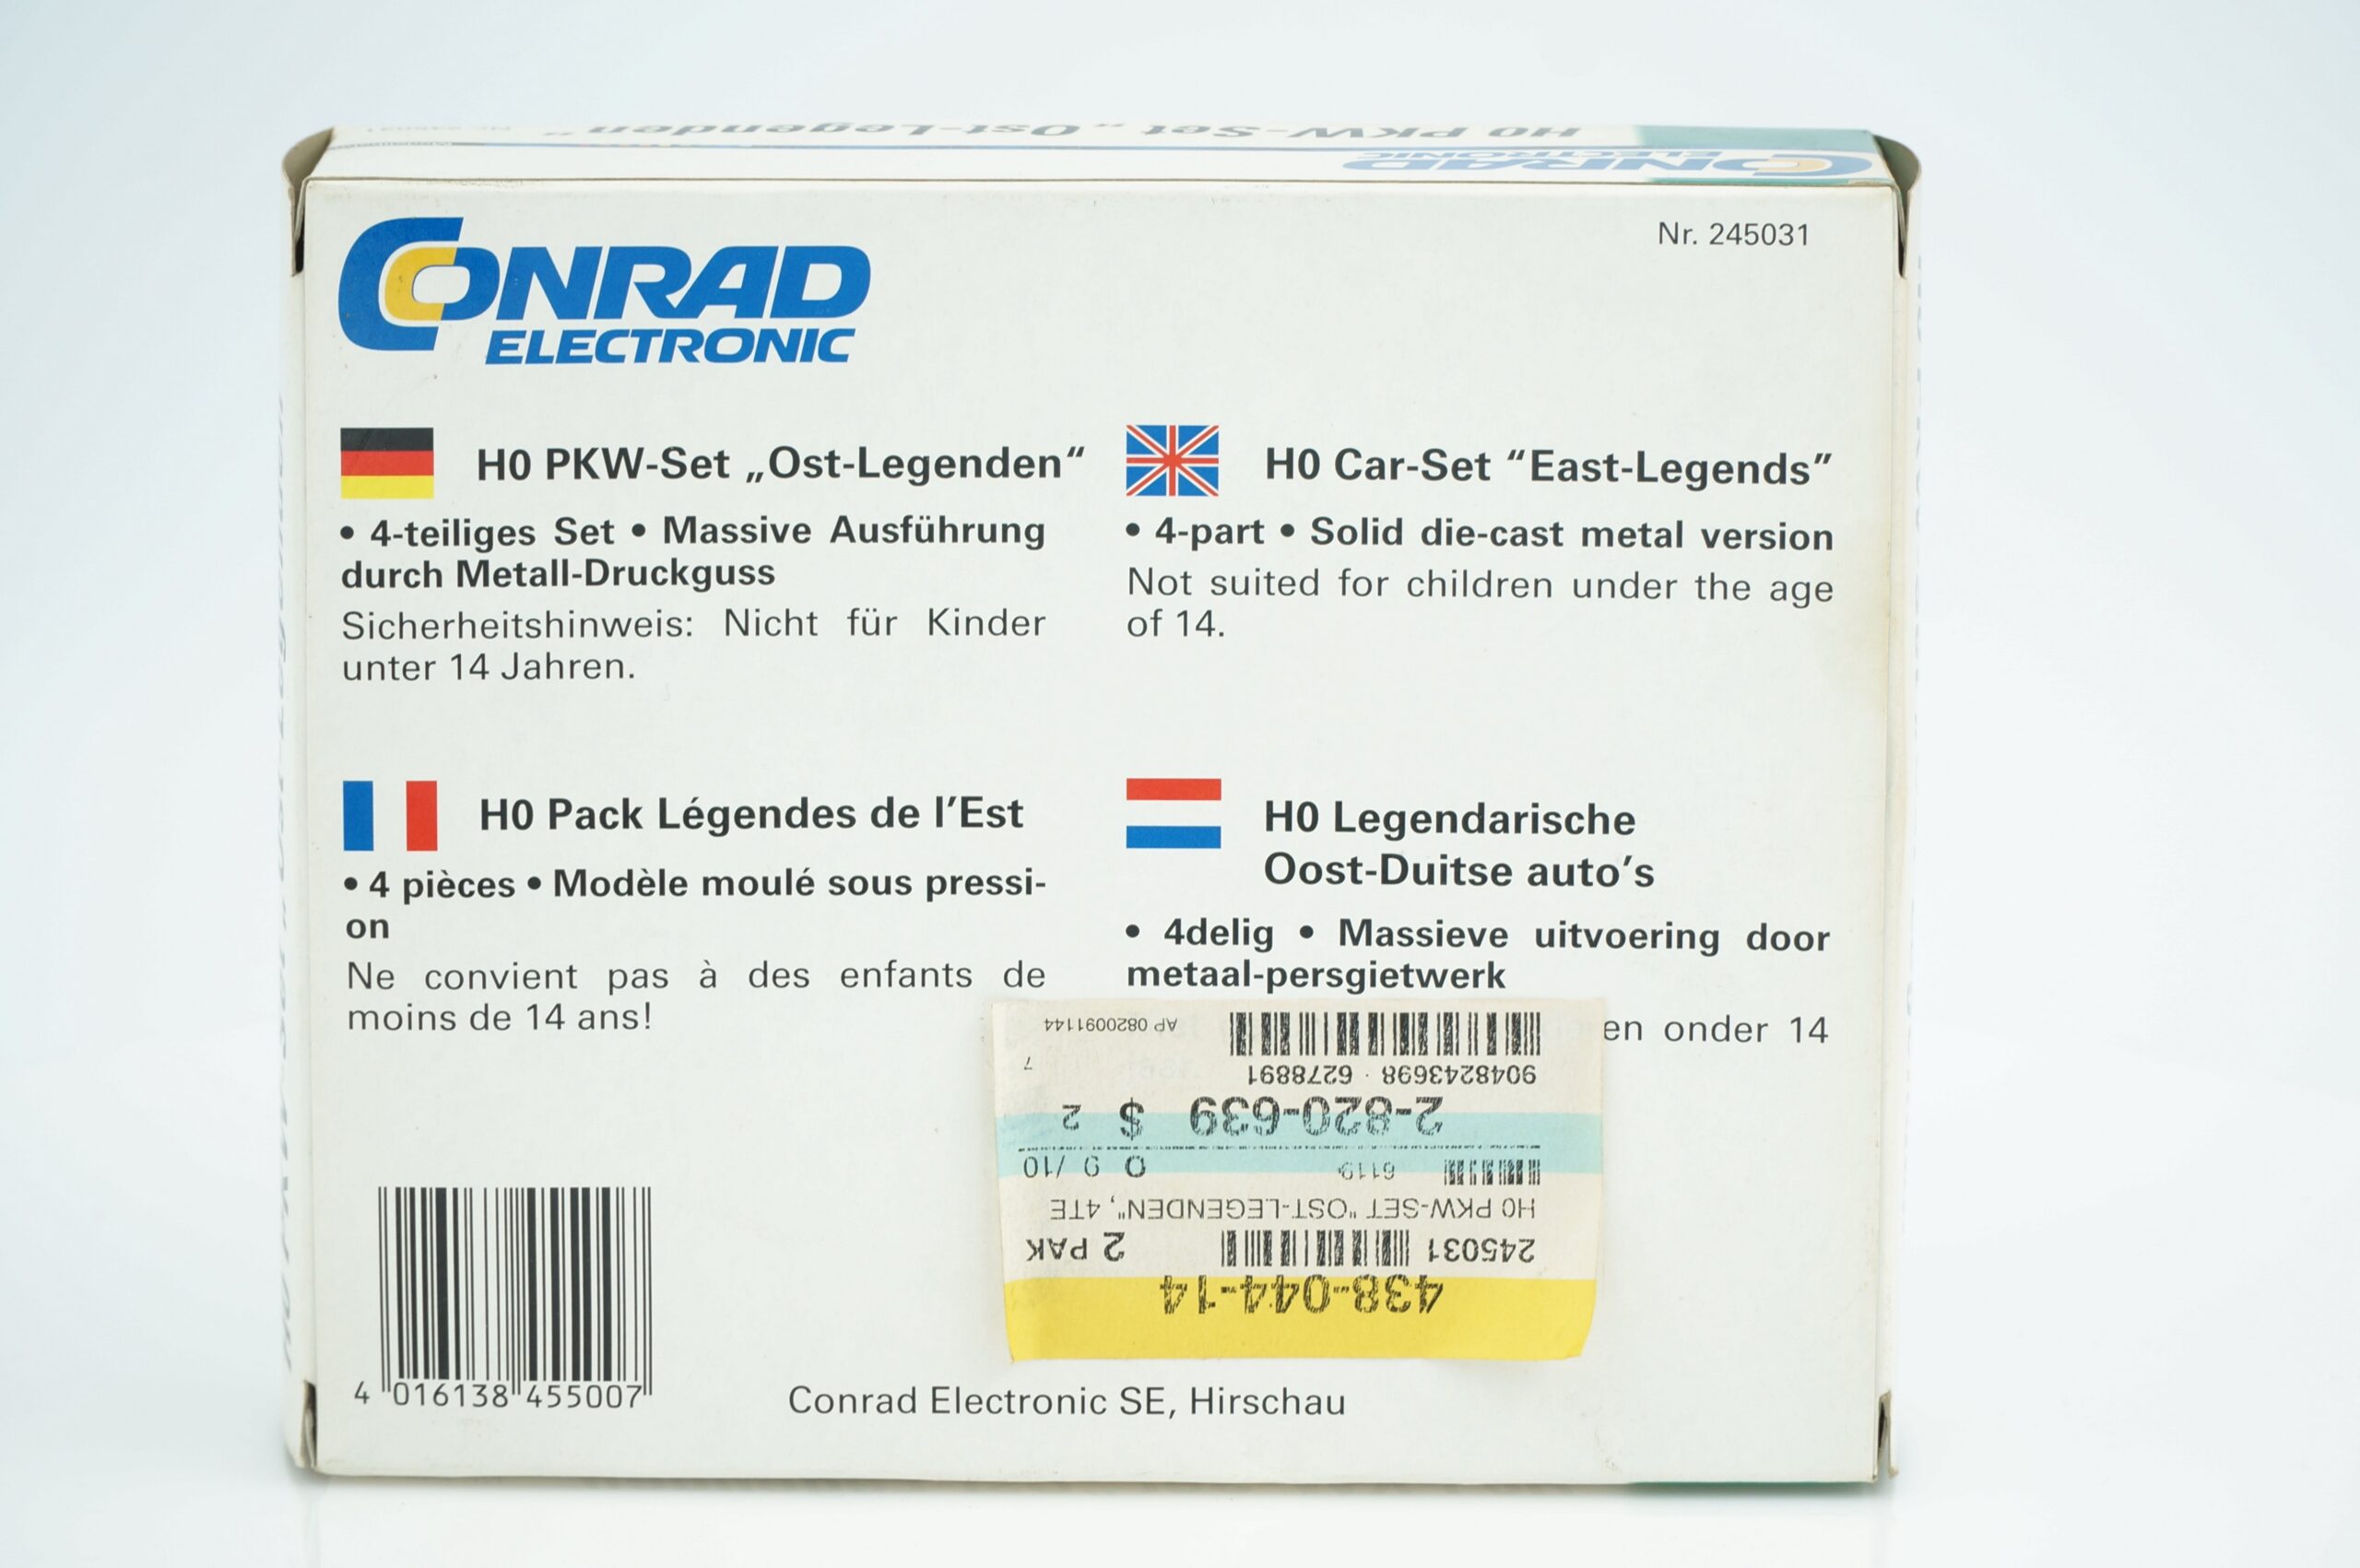 H0 PKW-Set „Ost-Legenden“
CONRAD
ELECTRONIC
CONRAD
ELECTRONIC
Nr. 245031
H0 PKW-Set „Ost-Legenden“
• 4-teiliges Set • Massive Ausführung
durch Metall-Druckguss
Sicherheitshinweis: Nicht für Kinder
unter 14 Jahren.
H0 Car-Set “East-Legends”
• 4-part • Solid die-cast metal version
Not suited for children under the age
of 14.
H0 Pack Légendes de l’Est
• 4 pièces • Modèle moulé sous pressi-
on
Ne convient pas à des enfants de
moins de 14 ans!
H0 Legendarische
Oost-Duitse auto’s
• 4delig • Massieve uitvoering door
metaal-persgietwerk
en onder 14
438-044-14
245031 2 PAK
H0 PKW-SET "OST-LEGENDEN", 4TE
6119 0 9 /10
2-820-639 $ 2
9048243698 · 6278891 7
AP 0820091144
4 016138 455007
Conrad Electronic SE, Hirschau